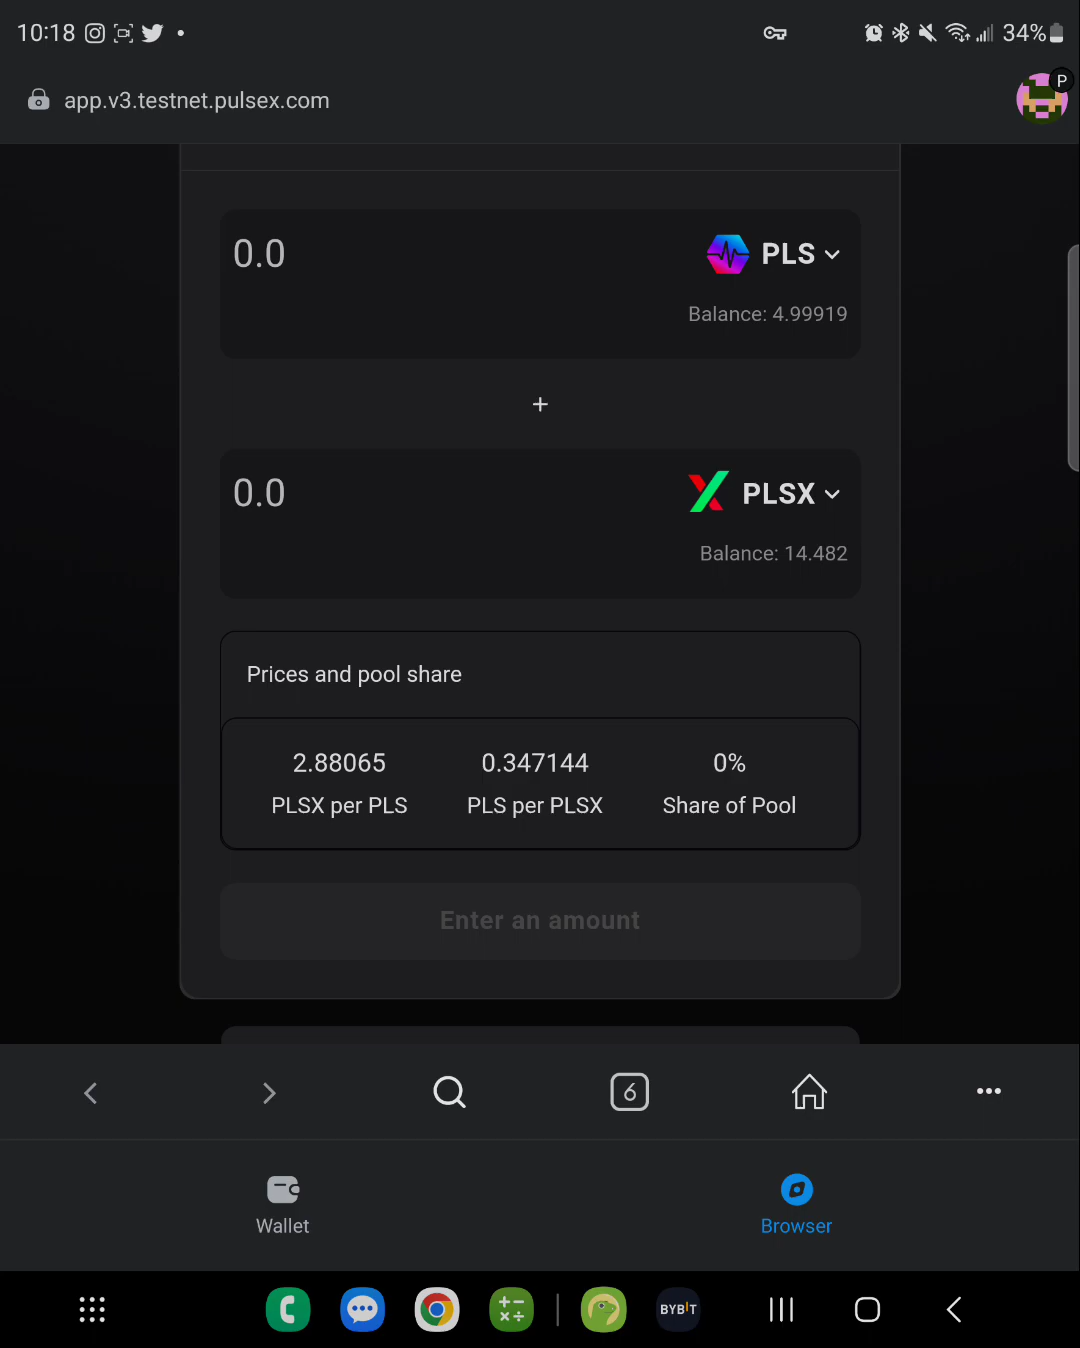 10:18
34%
app.v3.testnet.pulsex.com
P
0.0
PLS
Balance: 4.99919
+
0.0
PLSX
Balance: 14.482
Prices and pool share
2.88065 0.347144 0%
PLSX per PLS PLS per PLSX Share of Pool
Enter an amount
6
Wallet Browser
BYBIT